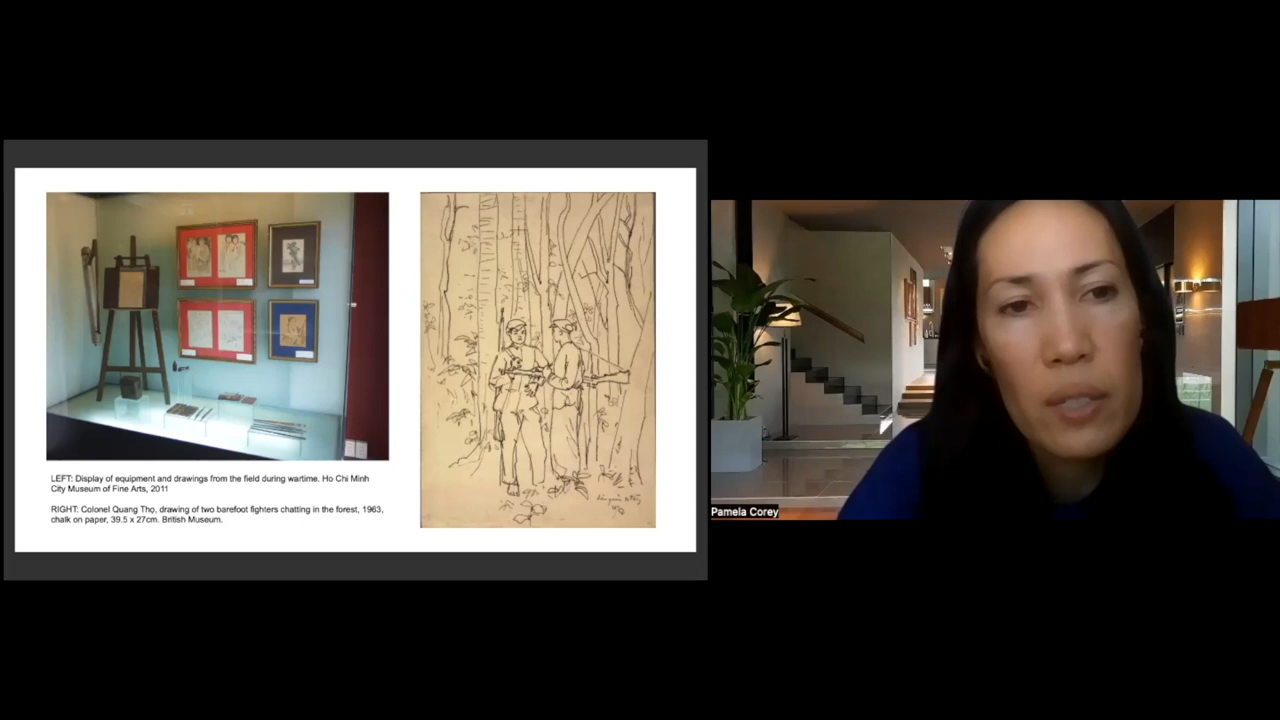 LEFT: Display of equipment and drawings from the field during wartime. Ho Chi Minh
City Museum of Fine Arts, 2011
RIGHT: Colonel Quang Thọ, drawing of two barefoot fighters chatting in the forest, 1963,
chalk on paper, 39.5 x 27cm. British Museum.
Pamela Corey